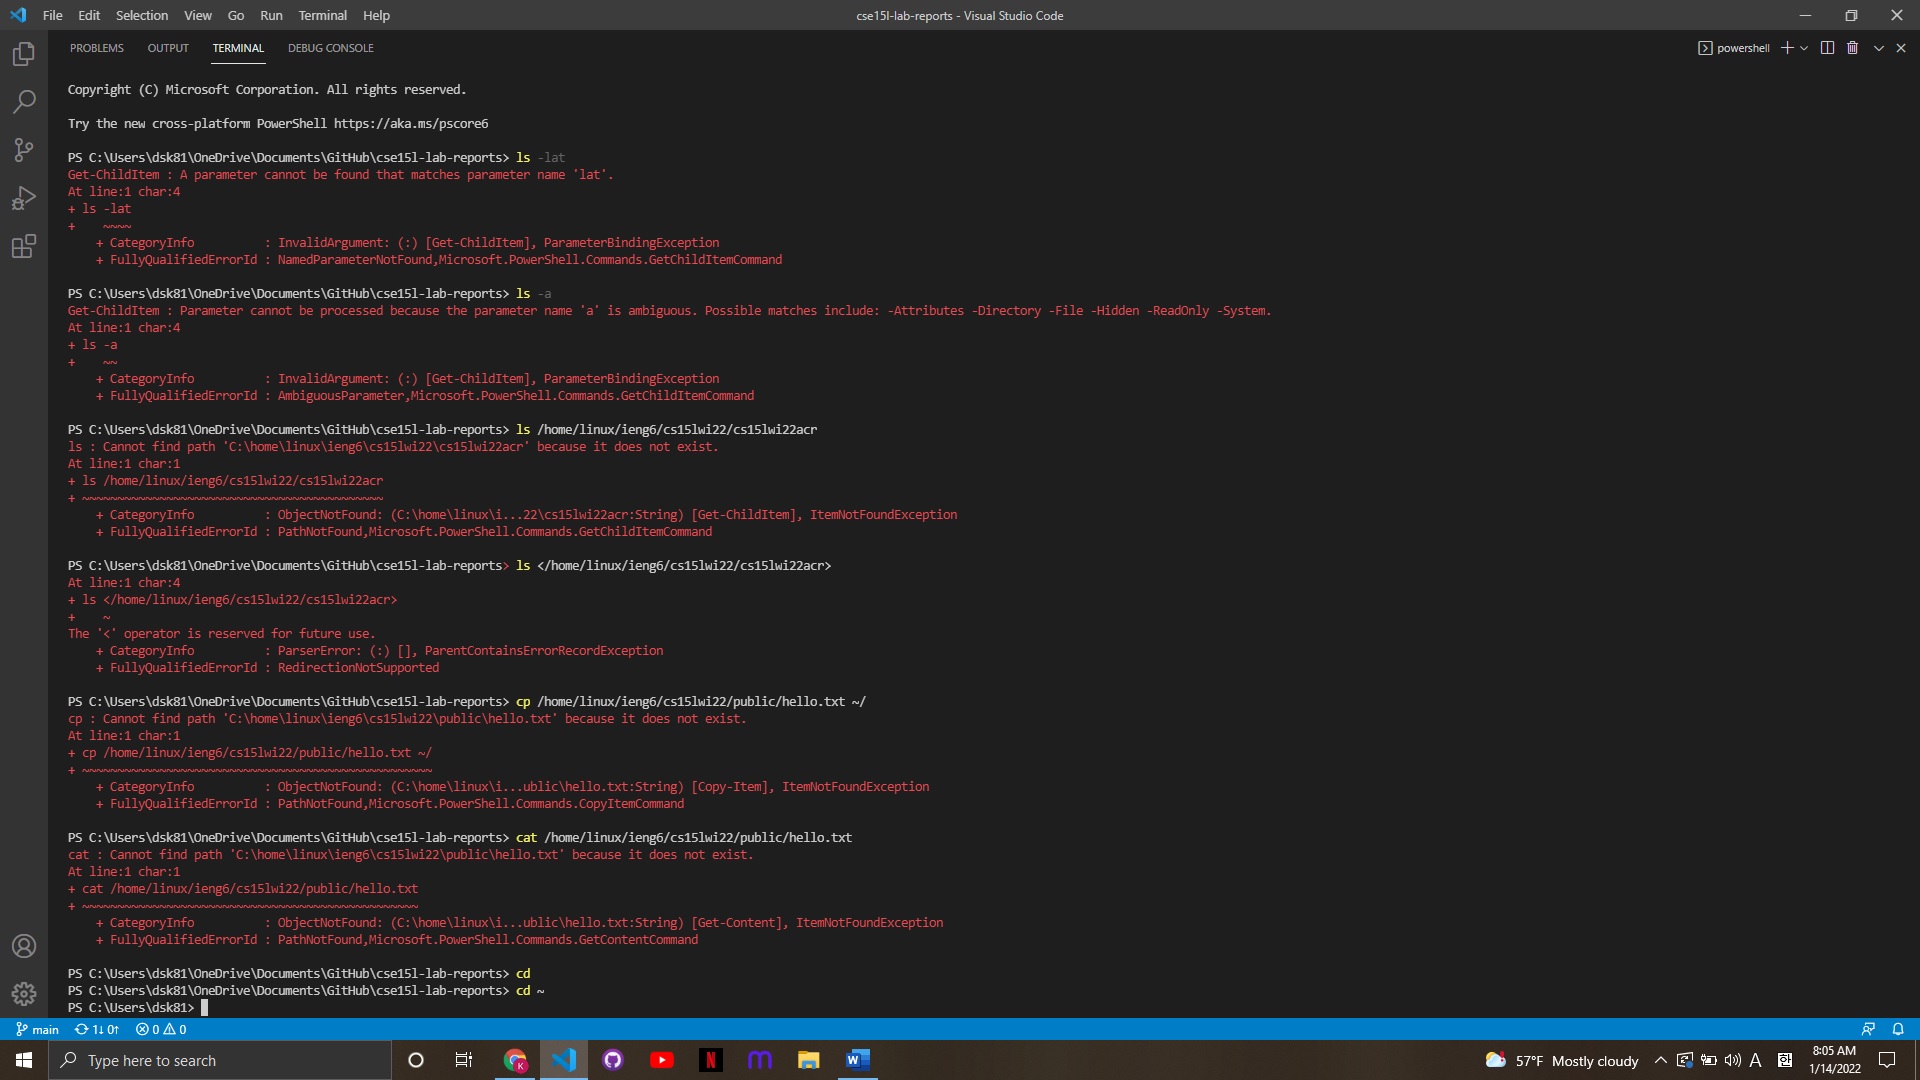 File Edit Selection View Go Run Terminal Help
cse15l-lab-reports - Visual Studio Code
PROBLEMS OUTPUT TERMINAL DEBUG CONSOLE
powershell
Copyright (C) Microsoft Corporation. All rights reserved.
Try the new cross-platform PowerShell https://aka.ms/pscore6
PS C:\Users\dsk81\OneDrive\Documents\GitHub\cse15l-lab-reports> ls -lat
Get-ChildItem : A parameter cannot be found that matches parameter name 'lat'.
At line:1 char:4
+ ls -lat
+    ~~~~
    + CategoryInfo          : InvalidArgument: (:) [Get-ChildItem], ParameterBindingException
    + FullyQualifiedErrorId : NamedParameterNotFound,Microsoft.PowerShell.Commands.GetChildItemCommand
PS C:\Users\dsk81\OneDrive\Documents\GitHub\cse15l-lab-reports> ls -a
Get-ChildItem : Parameter cannot be processed because the parameter name 'a' is ambiguous. Possible matches include: -Attributes -Directory -File -Hidden -ReadOnly -System.
At line:1 char:4
+ ls -a
+    ~~
    + CategoryInfo          : InvalidArgument: (:) [Get-ChildItem], ParameterBindingException
    + FullyQualifiedErrorId : AmbiguousParameter,Microsoft.PowerShell.Commands.GetChildItemCommand
PS C:\Users\dsk81\OneDrive\Documents\GitHub\cse15l-lab-reports> ls /home/linux/ieng6/cs15lwi22/cs15lwi22acr
ls : Cannot find path 'C:\home\linux\ieng6\cs15lwi22\cs15lwi22acr' because it does not exist.
At line:1 char:1
+ ls /home/linux/ieng6/cs15lwi22/cs15lwi22acr
+ ~~~~~~~~~~~~~~~~~~~~~~~~~~~~~~~~~~~~~~~~~~~
    + CategoryInfo          : ObjectNotFound: (C:\home\linux\i...22\cs15lwi22acr:String) [Get-ChildItem], ItemNotFoundException
    + FullyQualifiedErrorId : PathNotFound,Microsoft.PowerShell.Commands.GetChildItemCommand
PS C:\Users\dsk81\OneDrive\Documents\GitHub\cse15l-lab-reports> ls </home/linux/ieng6/cs15lwi22/cs15lwi22acr>
At line:1 char:4
+ ls </home/linux/ieng6/cs15lwi22/cs15lwi22acr>
+    ~
The '<' operator is reserved for future use.
    + CategoryInfo          : ParserError: (:) [], ParentContainsErrorRecordException
    + FullyQualifiedErrorId : RedirectionNotSupported
PS C:\Users\dsk81\OneDrive\Documents\GitHub\cse15l-lab-reports> cp /home/linux/ieng6/cs15lwi22/public/hello.txt ~/
cp : Cannot find path 'C:\home\linux\ieng6\cs15lwi22\public\hello.txt' because it does not exist.
At line:1 char:1
+ cp /home/linux/ieng6/cs15lwi22/public/hello.txt ~/
+ ~~~~~~~~~~~~~~~~~~~~~~~~~~~~~~~~~~~~~~~~~~~~~~~~~~
    + CategoryInfo          : ObjectNotFound: (C:\home\linux\i...ublic\hello.txt:String) [Copy-Item], ItemNotFoundException
    + FullyQualifiedErrorId : PathNotFound,Microsoft.PowerShell.Commands.CopyItemCommand
PS C:\Users\dsk81\OneDrive\Documents\GitHub\cse15l-lab-reports> cat /home/linux/ieng6/cs15lwi22/public/hello.txt
cat : Cannot find path 'C:\home\linux\ieng6\cs15lwi22\public\hello.txt' because it does not exist.
At line:1 char:1
+ cat /home/linux/ieng6/cs15lwi22/public/hello.txt
+ ~~~~~~~~~~~~~~~~~~~~~~~~~~~~~~~~~~~~~~~~~~~~~~~~
    + CategoryInfo          : ObjectNotFound: (C:\home\linux\i...ublic\hello.txt:String) [Get-Content], ItemNotFoundException
    + FullyQualifiedErrorId : PathNotFound,Microsoft.PowerShell.Commands.GetContentCommand
PS C:\Users\dsk81\OneDrive\Documents\GitHub\cse15l-lab-reports> cd
PS C:\Users\dsk81\OneDrive\Documents\GitHub\cse15l-lab-reports> cd ~
PS C:\Users\dsk81>
main 1↓ 0↑ 0 0
Type here to search
57°F Mostly cloudy
A 한
8:05 AM
1/14/2022